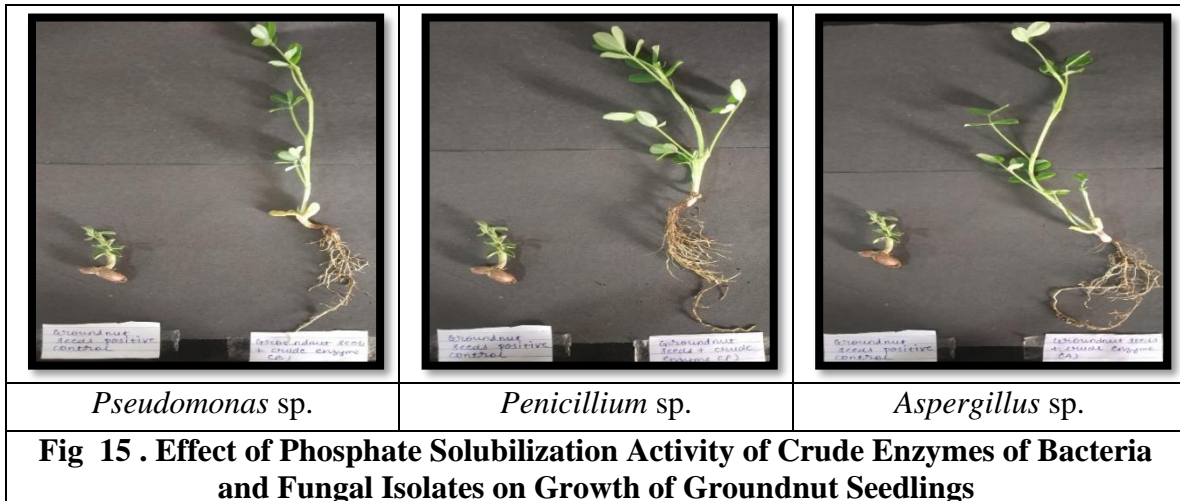 Groundnut
seeds positive
control
Groundnut seeds
+ crude enzyme
Groundnut
seeds positive
control
Groundnut
seeds + crude
enzyme (P)
Groundnut
seeds positive
control
Groundnut seeds
+ crude enzyme
(A)
Pseudomonas sp.
Penicillium sp.
Aspergillus sp.
Fig 15 . Effect of Phosphate Solubilization Activity of Crude Enzymes of Bacteria
and Fungal Isolates on Growth of Groundnut Seedlings